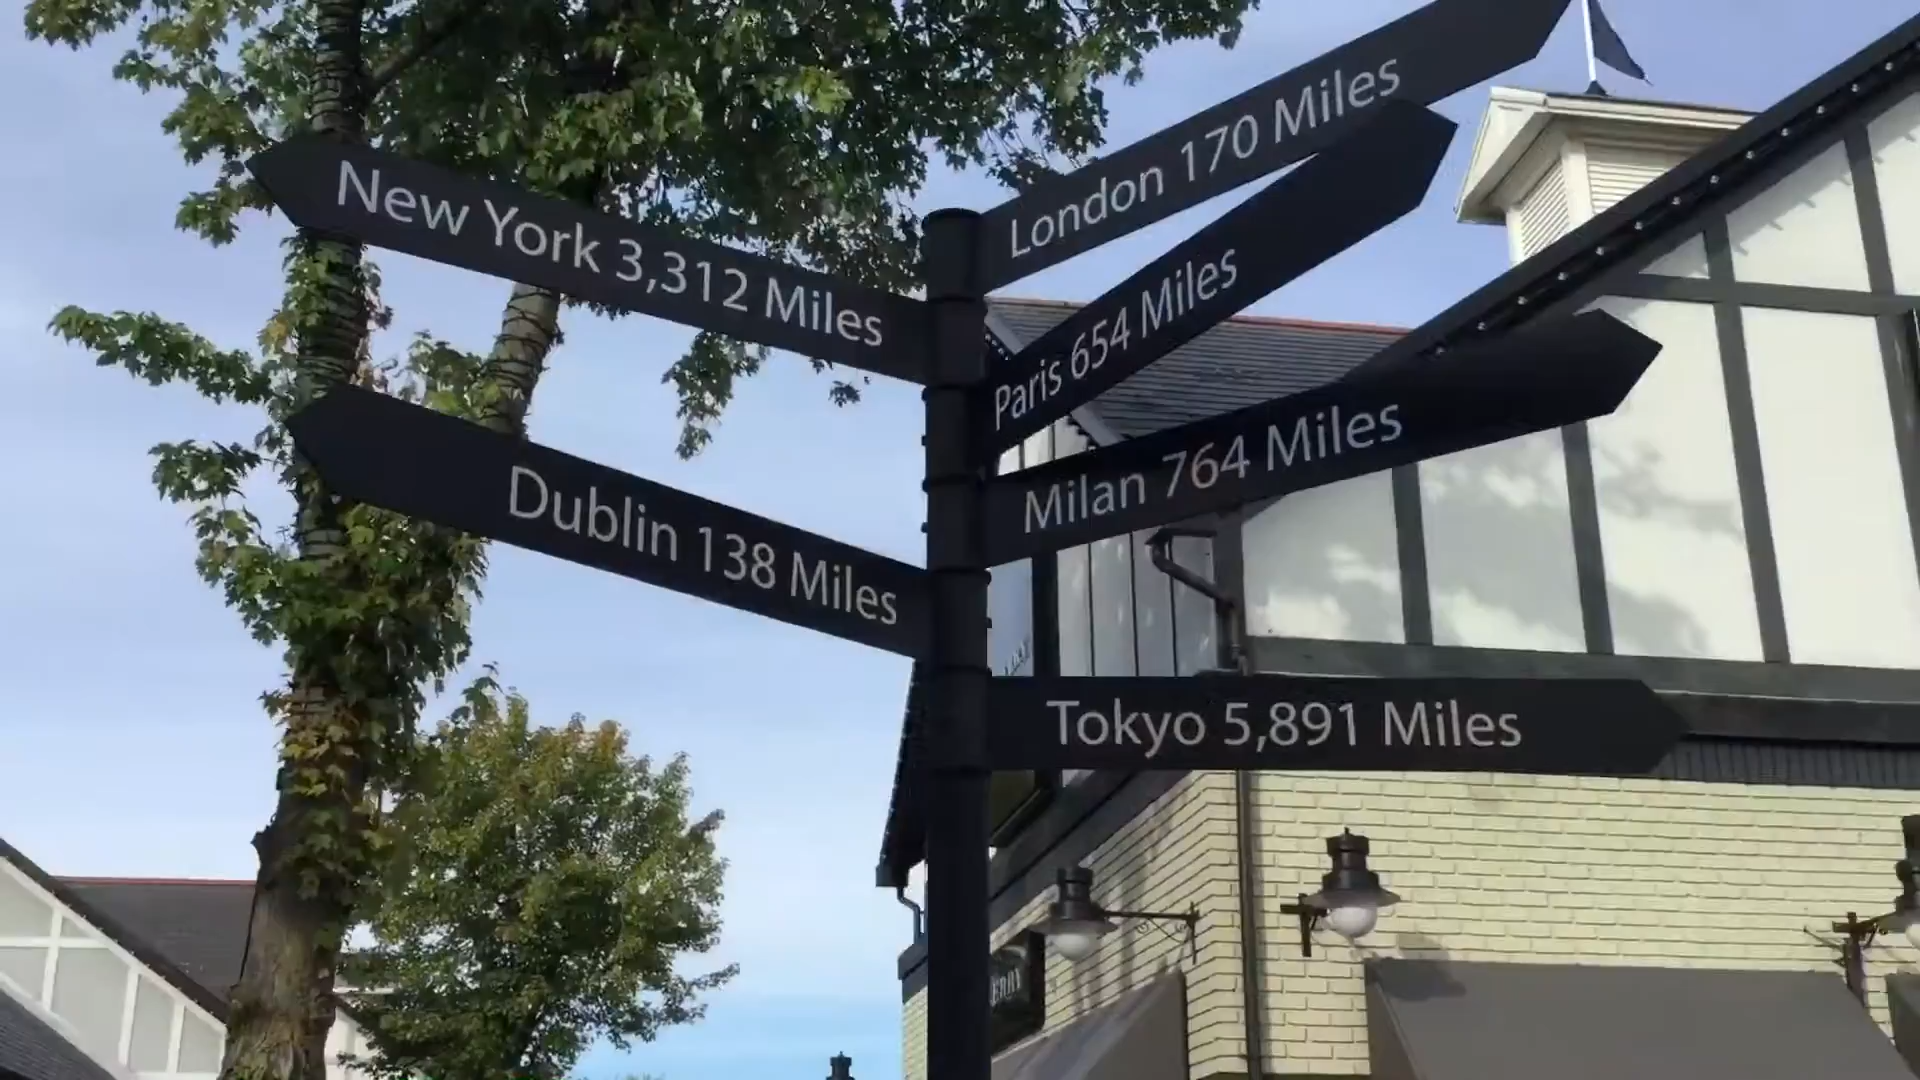 London 170 Miles
New York 3,312 Miles
Paris 654 Miles
Milan 764 Miles
Dublin 138 Miles
Tokyo 5,891 Miles